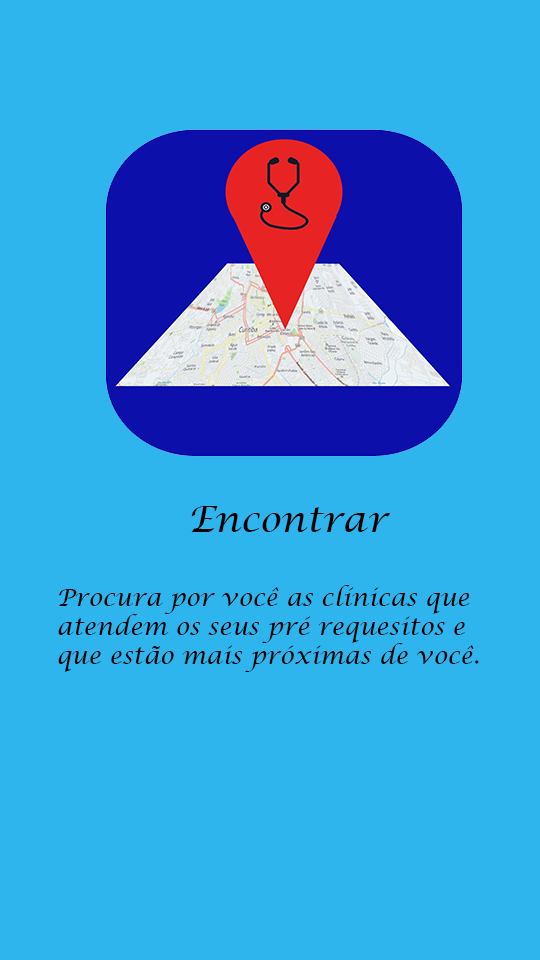 Curitiba
Encontrar
Procura por você as clínicas que
atendem os seus pré requesitos e
que estão mais próximas de você.